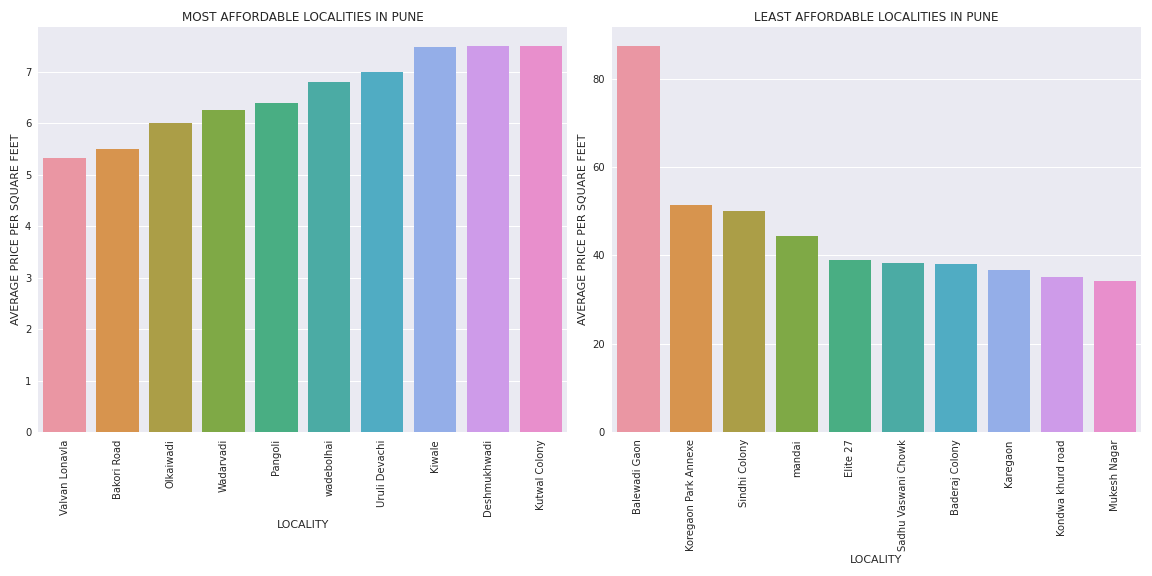 MOST AFFORDABLE LOCALITIES IN PUNE
AVERAGE PRICE PER SQUARE FEET
7
6
5
4
3
2
1
0
Valvan Lonavla
Bakori Road
Olkaiwadi
Wadarvadi
Pangoli
wadebolhai
Uruli Devachi
Kiwale
Deshmukhwadi
Kutwal Colony
LOCALITY
LEAST AFFORDABLE LOCALITIES IN PUNE
AVERAGE PRICE PER SQUARE FEET
80
60
40
20
0
Balewadi Gaon
Koregaon Park Annexe
Sindhi Colony
mandai
Elite 27
Sadhu Vaswani Chowk
Baderaj Colony
Karegaon
Kondwa khurd road
Mukesh Nagar
LOCALITY